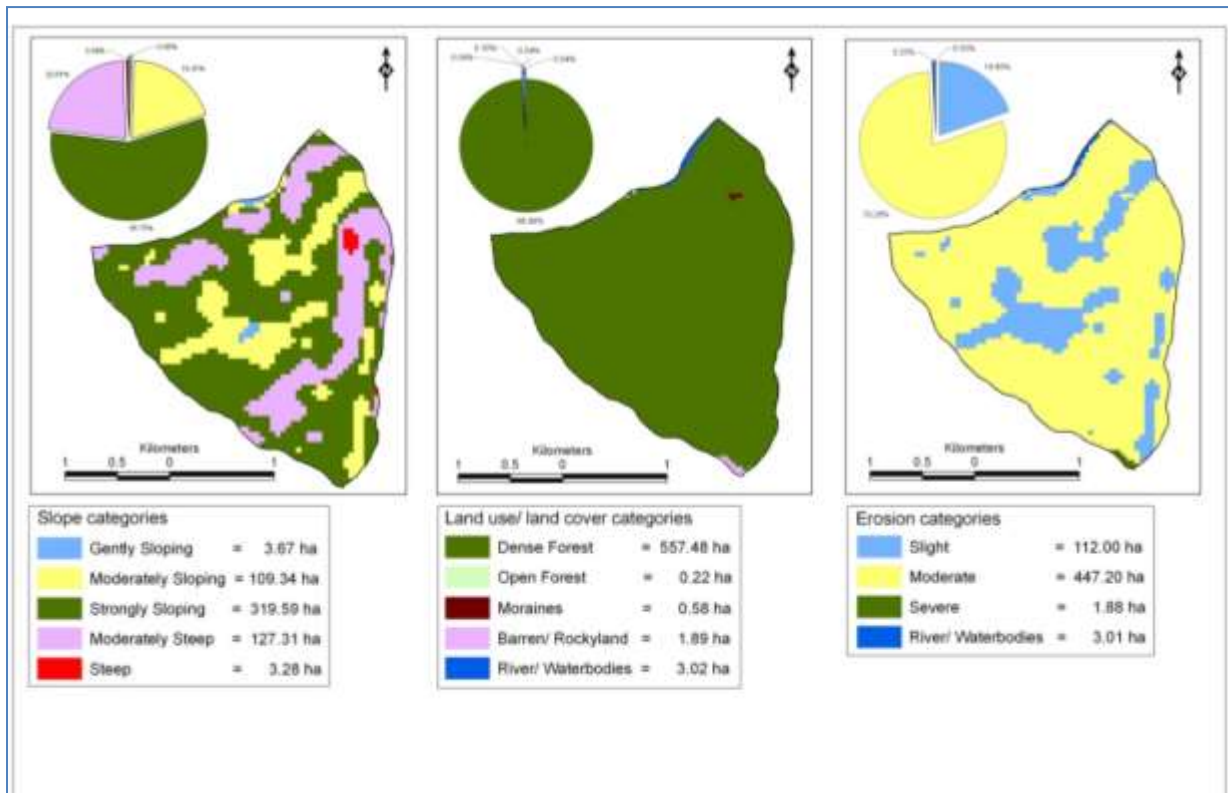 N
N
N
Kilometers
1 0.5 0 1
Kilometers
1 0.5 0 1
Kilometers
1 0.5 0 1
Slope categories
Gently Sloping = 3.67 ha
Moderately Sloping = 109.34 ha
Strongly Sloping = 319.59 ha
Moderately Steep = 127.31 ha
Steep = 3.28 ha
Land use/ land cover categories
Dense Forest = 557.48 ha
Open Forest = 0.22 ha
Moraines = 0.58 ha
Barren/ Rockyland = 1.89 ha
River/ Waterbodies = 3.02 ha
Erosion categories
Slight = 112.00 ha
Moderate = 447.20 ha
Severe = 1.88 ha
River/ Waterbodies = 3.01 ha